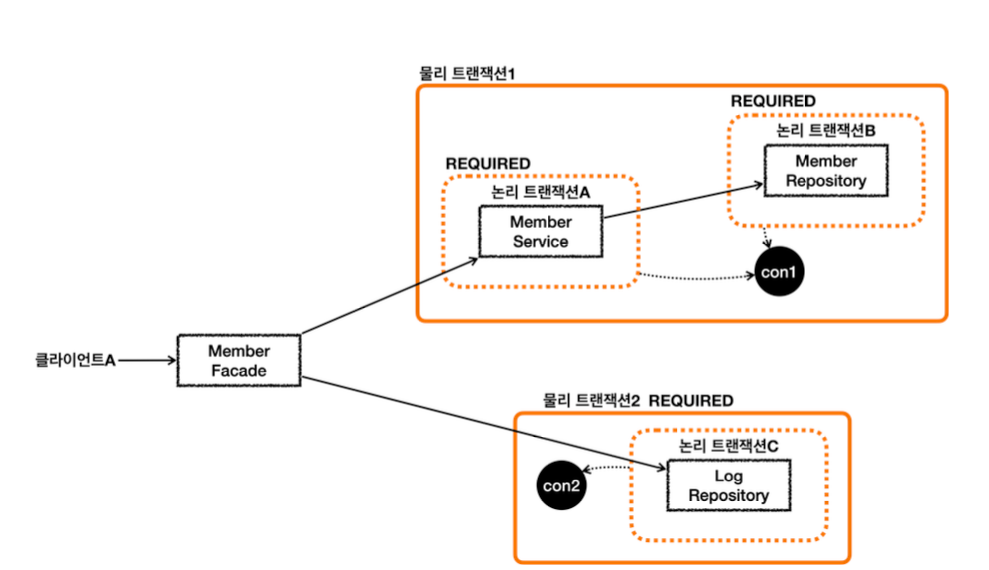 물리 트랜잭션1
REQUIRED
논리 트랜잭션B
Member
Repository
REQUIRED
논리 트랜잭션A
Member
Service
con1
클라이언트A
Member
Facade
물리 트랜잭션2 REQUIRED
논리 트랜잭션C
con2
Log
Repository